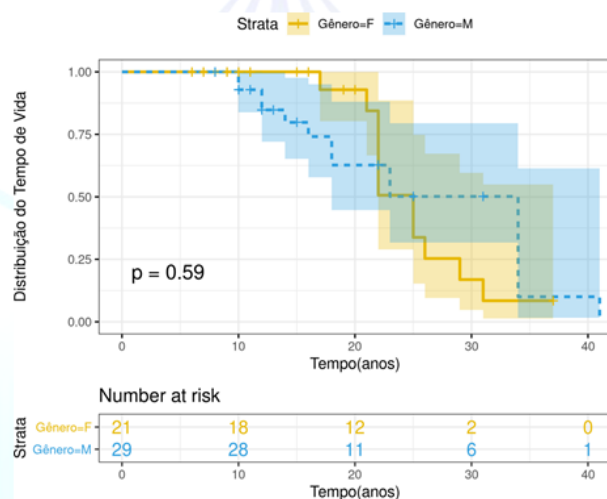 Strata Gênero=F Gênero=M
Distribuição do Tempo de Vida
1.00
0.75
0.50
0.25
0.00
p = 0.59
0 10 20 30 40
Tempo(anos)
Number at risk
Strata
Gênero=F 21 18 12 2 0
Gênero=M 29 28 11 6 1
0 10 20 30 40
Tempo(anos)